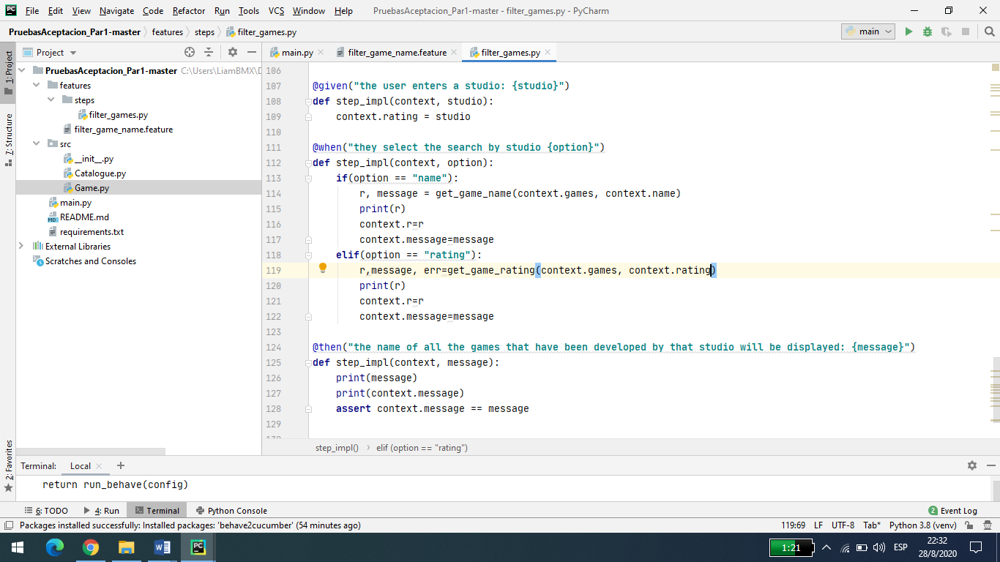 PC File Edit View Navigate Code Refactor Run Tools VCS Window Help PruebasAceptacion_Par1-master - filter_games.py - PyCharm
PruebasAceptacion_Par1-master features steps filter_games.py main
1: Project
7: Structure
2: Favorites
Project
main.py filter_game_name.feature filter_games.py
PruebasAceptacion_Par1-master C:\Users\LiamBMX\D
features
steps
filter_games.py
filter_game_name.feature
src
__init__.py
Catalogue.py
Game.py
main.py
MD README.md
requirements.txt
External Libraries
Scratches and Consoles
106
107 @given("the user enters a studio: {studio}")
108 def step_impl(context, studio):
109 context.rating = studio
110
111 @when("they select the search by studio {option}")
112 def step_impl(context, option):
113 if(option == "name"):
114 r, message = get_game_name(context.games, context.name)
115 print(r)
116 context.r=r
117 context.message=message
118 elif(option == "rating"):
119 r,message, err=get_game_rating(context.games, context.rating)
120 print(r)
121 context.r=r
122 context.message=message
123
124 @then("the name of all the games that have been developed by that studio will be displayed: {message}")
125 def step_impl(context, message):
126 print(message)
127 print(context.message)
128 assert context.message == message
129
step_impl() elif (option == "rating")
Terminal: Local
return run_behave(config)
6: TODO 4: Run Terminal Python Console 2 Event Log
Packages installed successfully: Installed packages: 'behave2cucumber' (54 minutes ago) 119:69 LF UTF-8 Tab* Python 3.8 (venv)
PC 1:21 ESP 22:32
28/8/2020